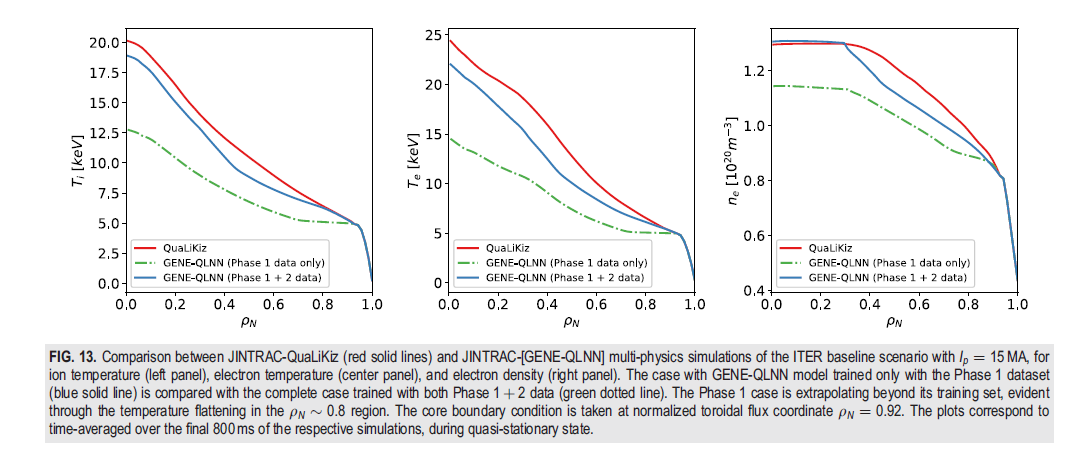 20.0
17.5
15.0
12.5
10.0
7.5
5.0
2.5
0.0
T_i [keV]
QuaLiKiz
GENE-QLNN (Phase 1 data only)
GENE-QLNN (Phase 1 + 2 data)
0.0 0.2 0.4 0.6 0.8 1.0
ρ_N
25
20
15
10
5
0
T_e [keV]
QuaLiKiz
GENE-QLNN (Phase 1 data only)
GENE-QLNN (Phase 1 + 2 data)
0.0 0.2 0.4 0.6 0.8 1.0
ρ_N
1.2
1.0
0.8
0.6
0.4
n_e [10^20 m^−3]
QuaLiKiz
GENE-QLNN (Phase 1 data only)
GENE-QLNN (Phase 1 + 2 data)
0.0 0.2 0.4 0.6 0.8 1.0
ρ_N
FIG. 13. Comparison between JINTRAC-QuaLiKiz (red solid lines) and JINTRAC-[GENE-QLNN] multi-physics simulations of the ITER baseline scenario with I_p = 15 MA, for
ion temperature (left panel), electron temperature (center panel), and electron density (right panel). The case with GENE-QLNN model trained only with the Phase 1 dataset
(blue solid line) is compared with the complete case trained with both Phase 1 + 2 data (green dotted line). The Phase 1 case is extrapolating beyond its training set, evident
through the temperature flattening in the ρ_N ∼ 0.8 region. The core boundary condition is taken at normalized toroidal flux coordinate ρ_N = 0.92. The plots correspond to
time-averaged over the final 800 ms of the respective simulations, during quasi-stationary state.